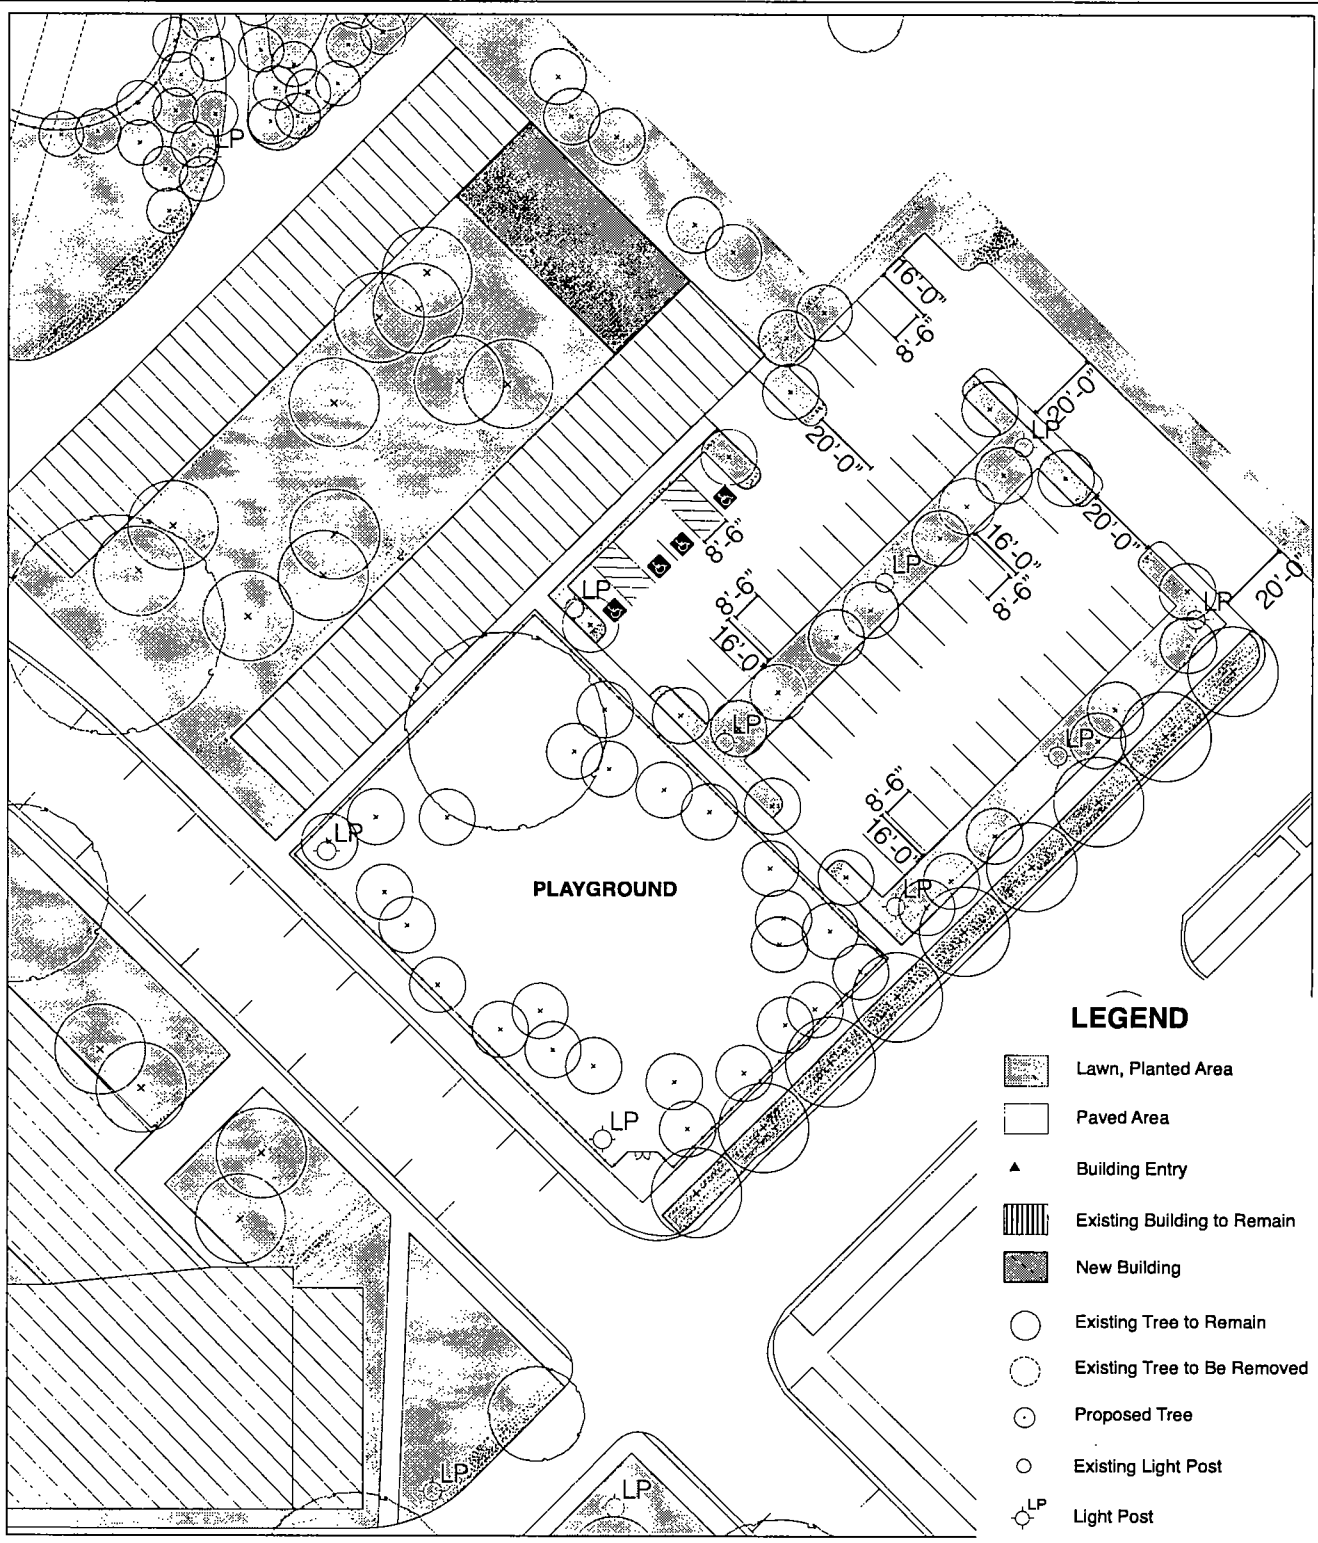 LP
16'-0"
8'-6"
20'-0"
LP
20'-0"
20'-0"
8'-6"
16'-0"
8'-6"
LP
20'-0"
LP
LP
8'-6"
16'-0"
LP
LP
8'-6"
16'-0"
LP
PLAYGROUND
LP
LP
LP
LP
LEGEND
Lawn, Planted Area
Paved Area
Building Entry
Existing Building to Remain
New Building
Existing Tree to Remain
Existing Tree to Be Removed
Proposed Tree
Existing Light Post
LP
Light Post